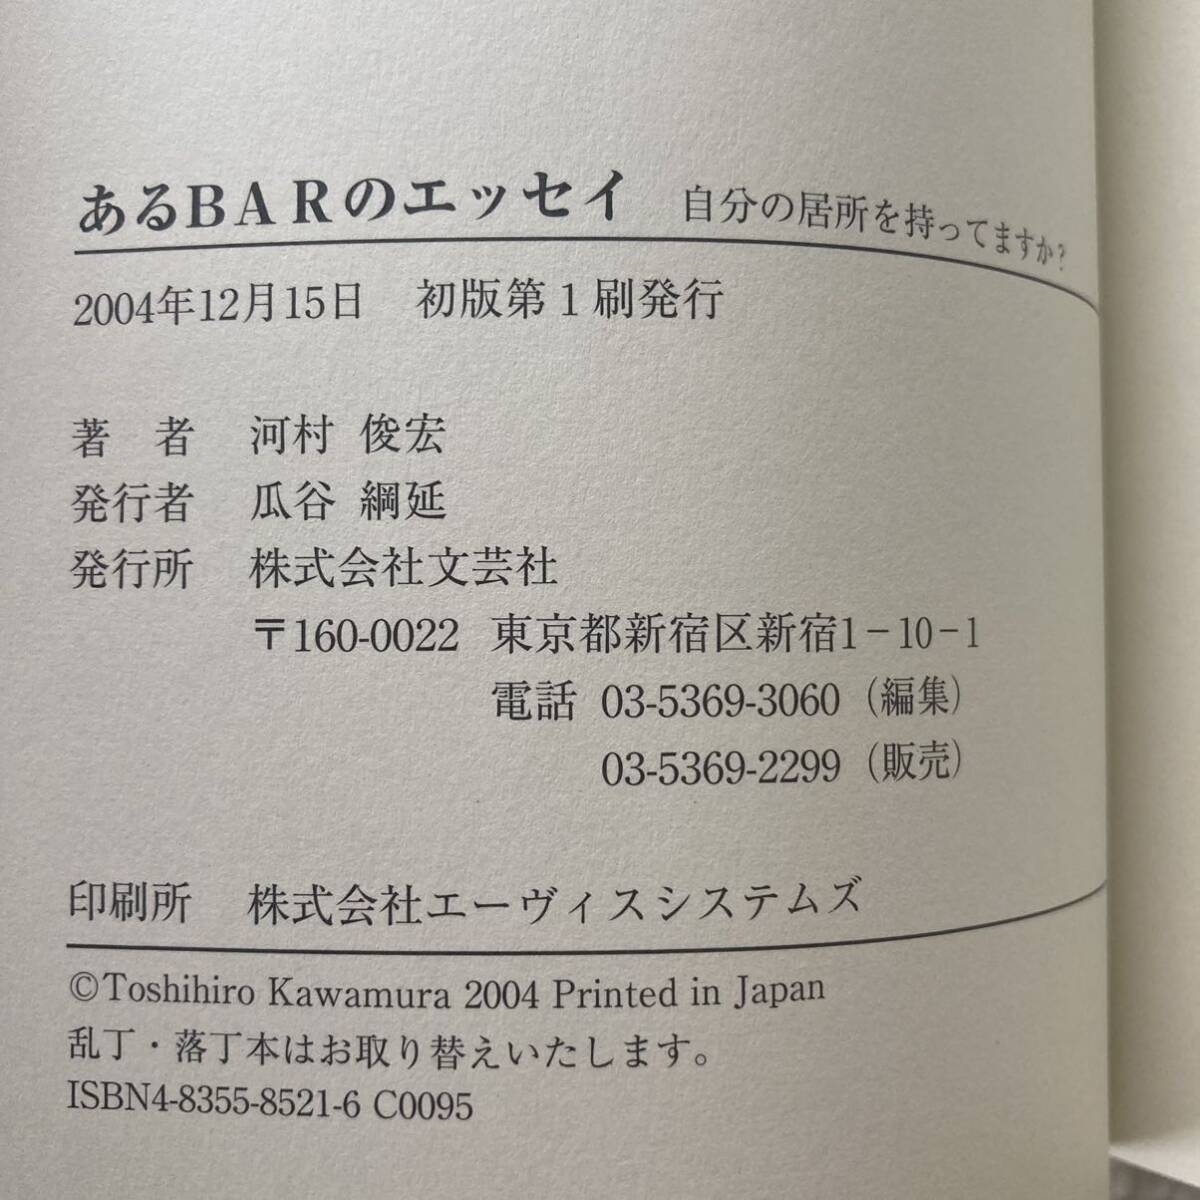 あるBARのエッセイ　自分の居所を持ってますか?
2004年12月15日　初版第1刷発行
著　者　河村 俊宏
発行者　瓜谷 綱延
発行所　株式会社文芸社
〒160-0022 東京都新宿区新宿1-10-1
電話 03-5369-3060（編集）
03-5369-2299（販売）
印刷所　株式会社エーヴィスシステムズ
©Toshihiro Kawamura 2004 Printed in Japan
乱丁・落丁本はお取り替えいたします。
ISBN4-8355-8521-6 C0095